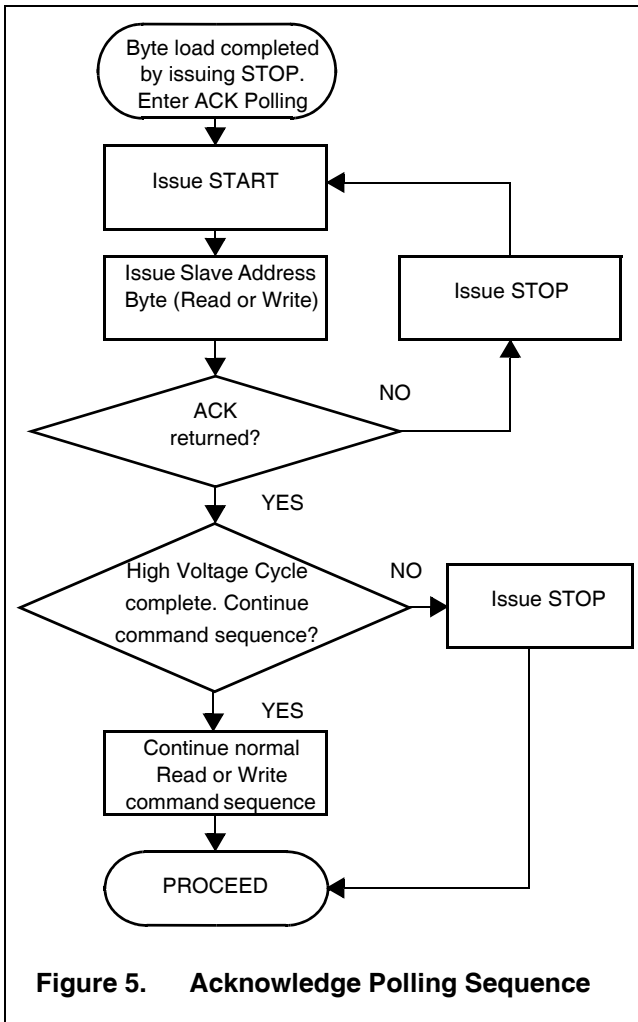 Byte load completed
by issuing STOP.
Enter ACK Polling
Issue START
Issue Slave Address
Byte (Read or Write)
Issue STOP
NO
ACK
returned?
YES
High Voltage Cycle
complete. Continue
command sequence?
NO
Issue STOP
YES
Continue normal
Read or Write
command sequence
PROCEED
Figure 5. Acknowledge Polling Sequence